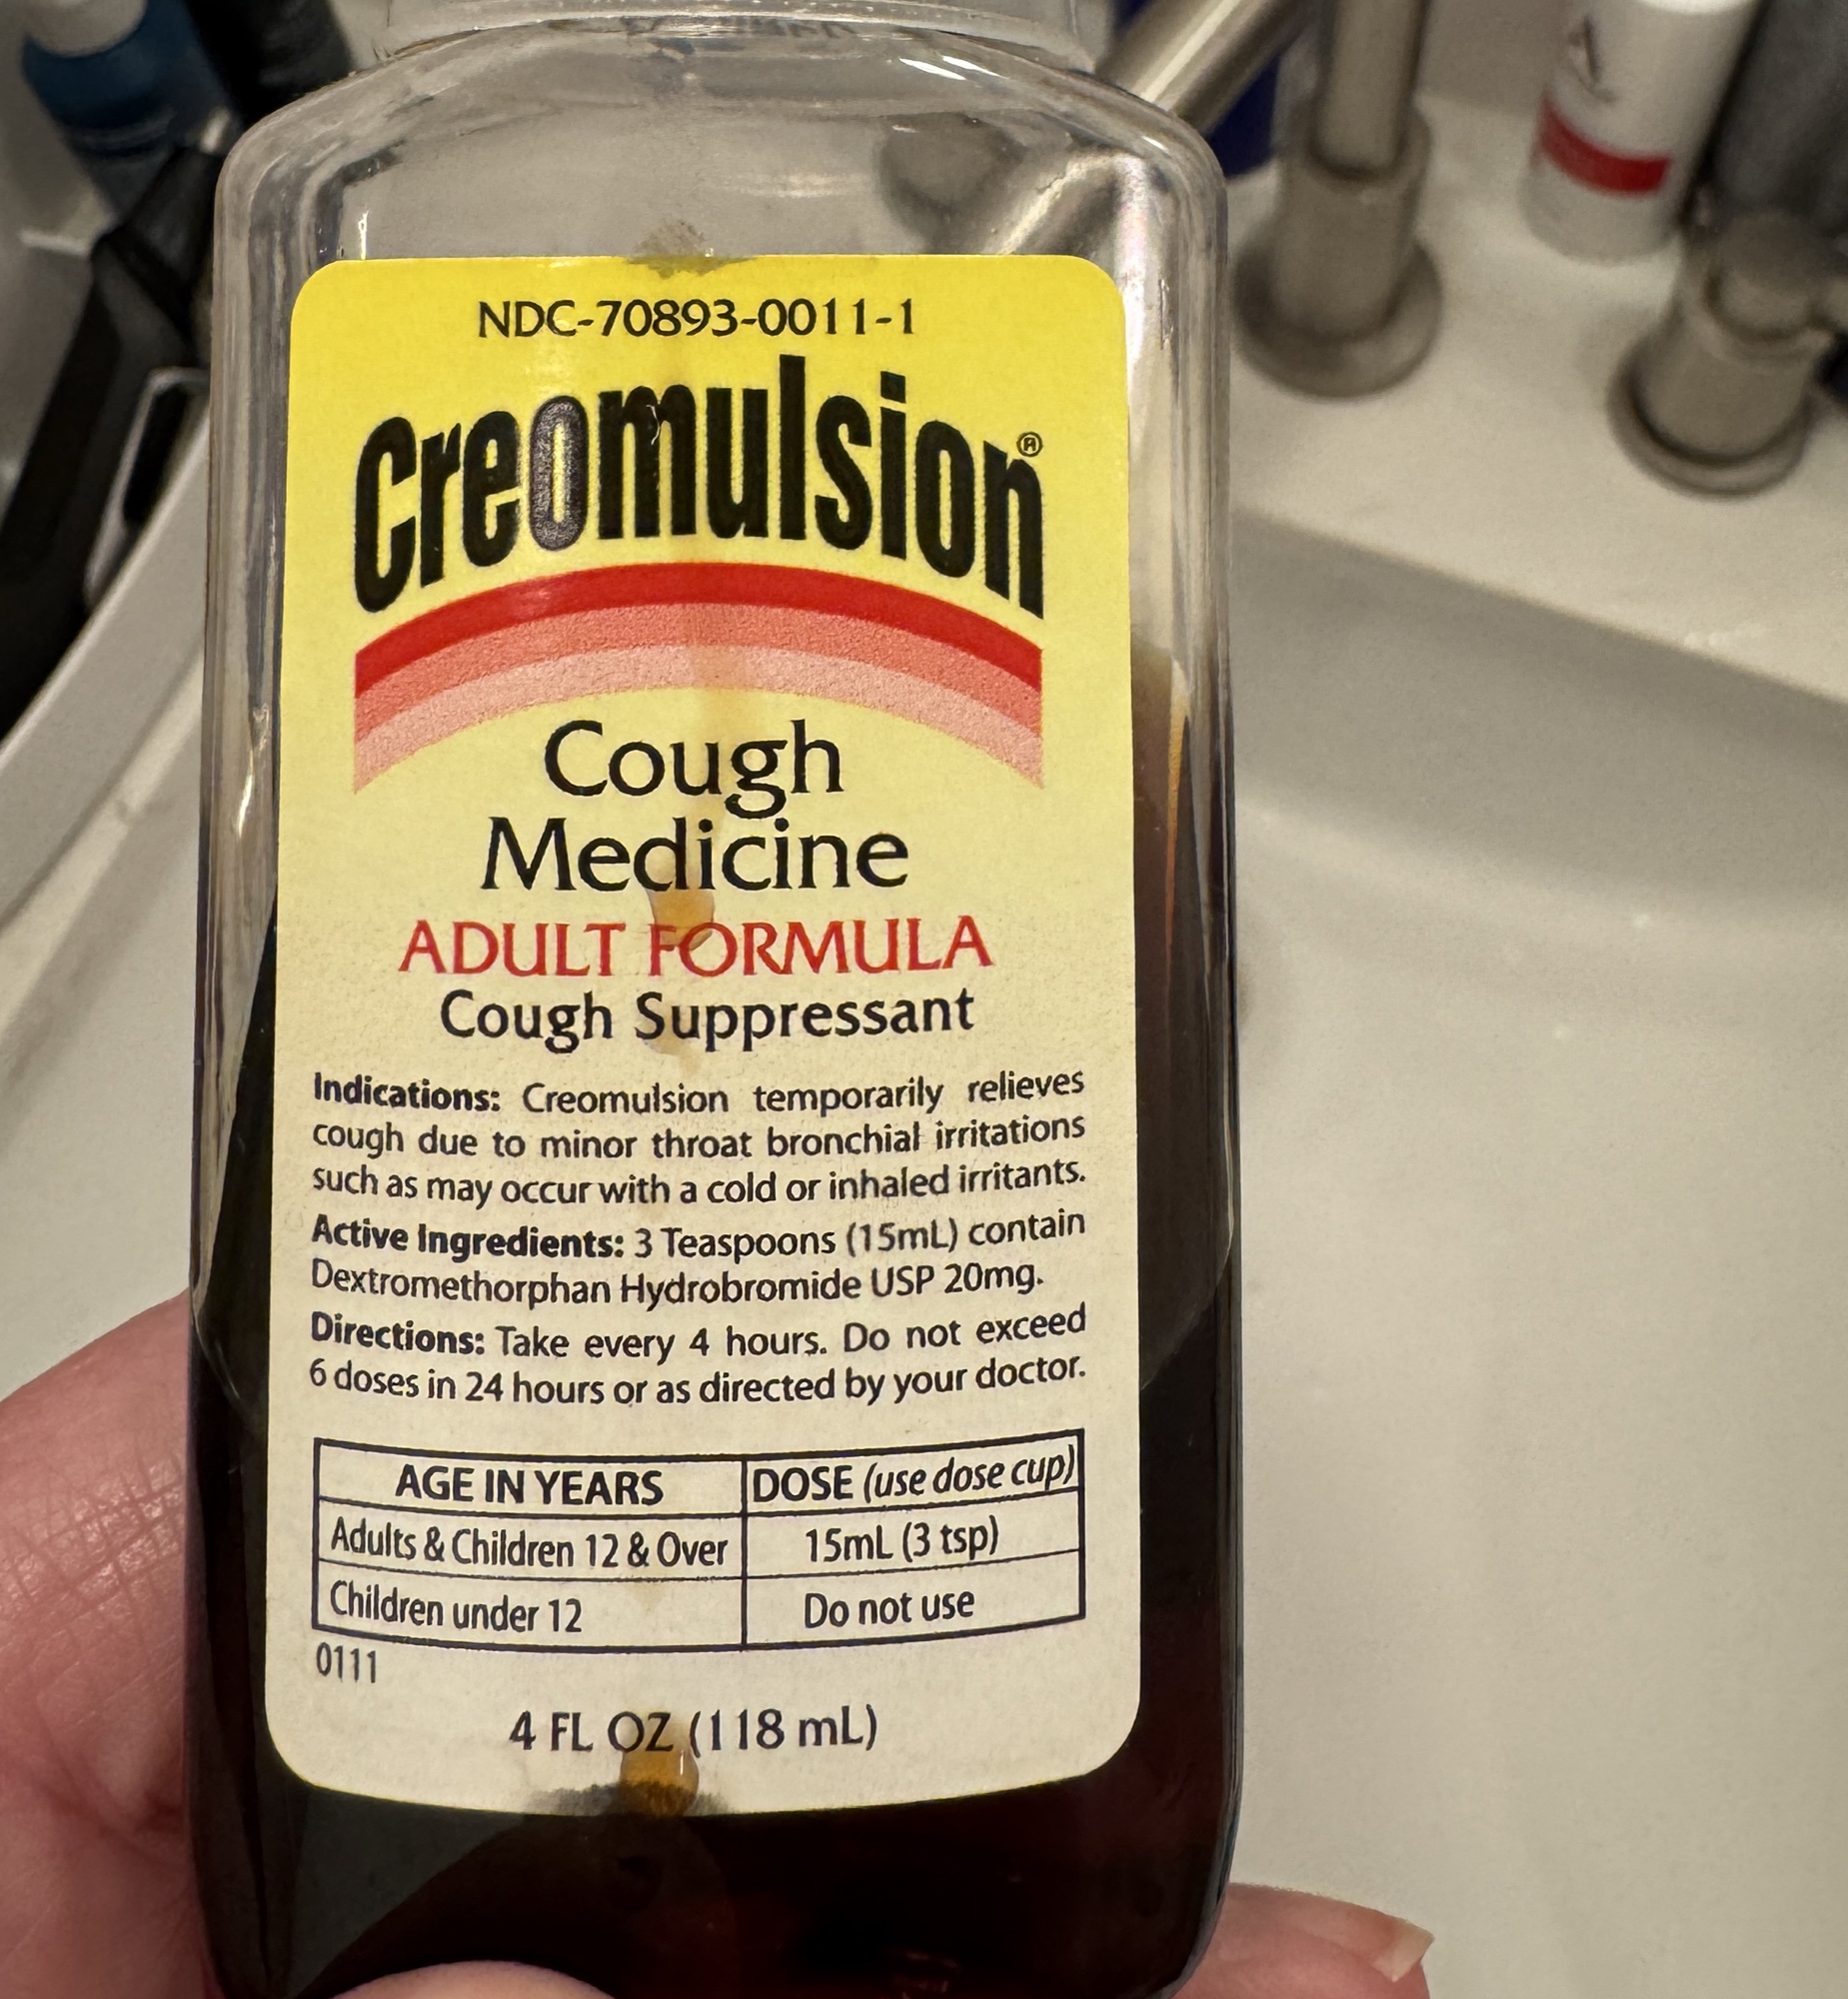 NDC-70893-0011-1
Creomulsion®
Cough
Medicine
ADULT FORMULA
Cough Suppressant
Indications: Creomulsion temporarily relieves
cough due to minor throat bronchial irritations
such as may occur with a cold or inhaled irritants.
Active Ingredients: 3 Teaspoons (15mL) contain
Dextromethorphan Hydrobromide USP 20mg.
Directions: Take every 4 hours. Do not exceed
6 doses in 24 hours or as directed by your doctor.
AGE IN YEARS DOSE (use dose cup)
Adults & Children 12 & Over 15mL (3 tsp)
Children under 12 Do not use
0111
4 FL OZ (118 mL)